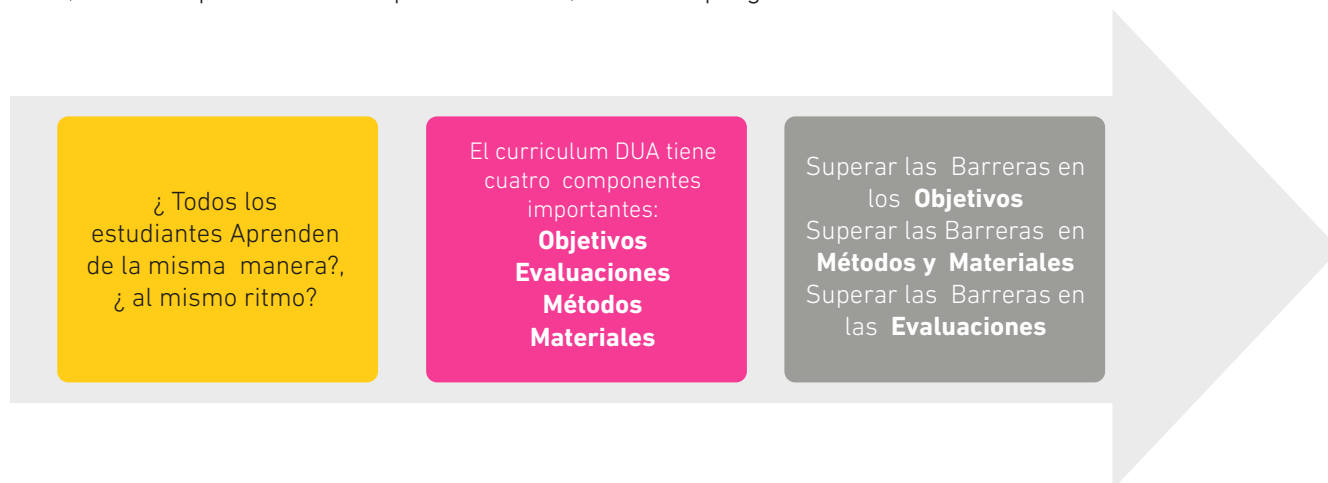 ¿ Todos los
estudiantes Aprenden
de la misma manera?,
¿ al mismo ritmo?
El curriculum DUA tiene
cuatro componentes
importantes:
Objetivos
Evaluaciones
Métodos
Materiales
Superar las Barreras en
los Objetivos
Superar las Barreras en
Métodos y Materiales
Superar las Barreras en
las Evaluaciones